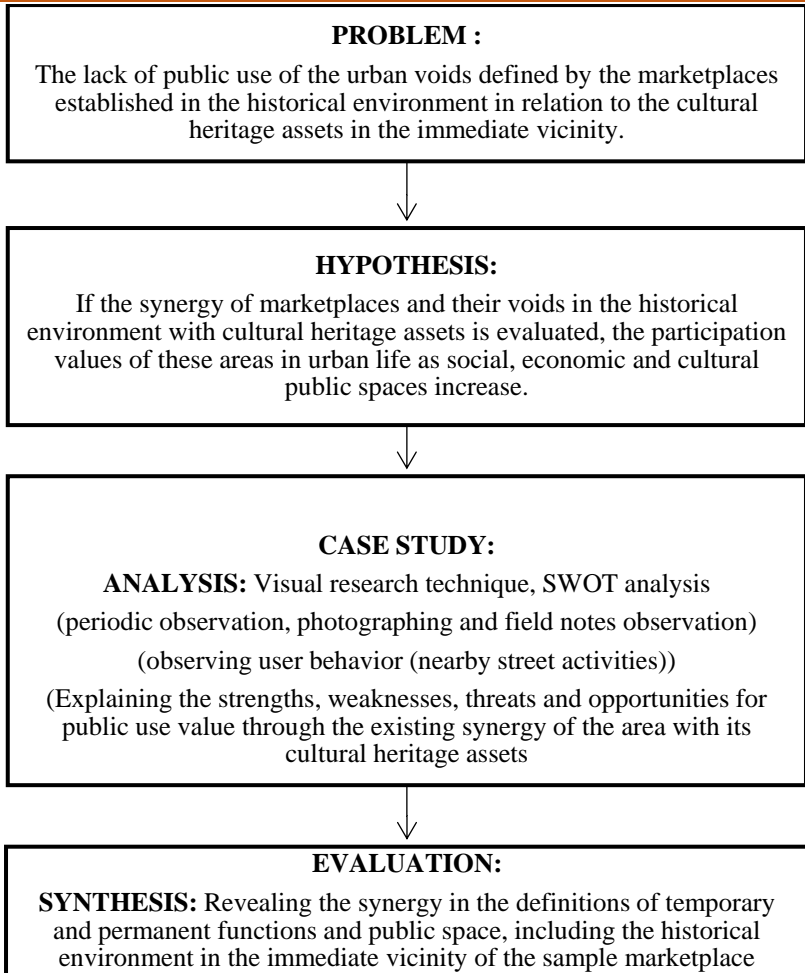 PROBLEM :
The lack of public use of the urban voids defined by the marketplaces
established in the historical environment in relation to the cultural
heritage assets in the immediate vicinity.
HYPOTHESIS:
If the synergy of marketplaces and their voids in the historical
environment with cultural heritage assets is evaluated, the participation
values of these areas in urban life as social, economic and cultural
public spaces increase.
CASE STUDY:
ANALYSIS: Visual research technique, SWOT analysis
(periodic observation, photographing and field notes observation)
(observing user behavior (nearby street activities))
(Explaining the strengths, weaknesses, threats and opportunities for
public use value through the existing synergy of the area with its
cultural heritage assets
EVALUATION:
SYNTHESIS: Revealing the synergy in the definitions of temporary
and permanent functions and public space, including the historical
environment in the immediate vicinity of the sample marketplace